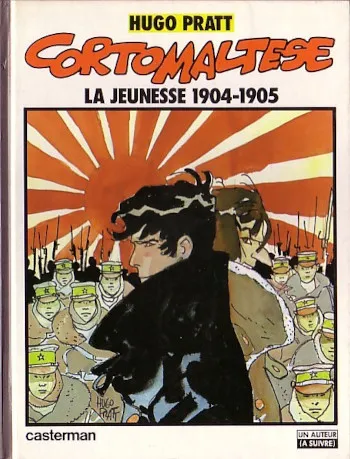 HUGO PRATT
CORTO MALTESE
LA JEUNESSE 1904-1905
HUGO
PRATT
casterman
UN AUTEUR
(A SUIVRE)